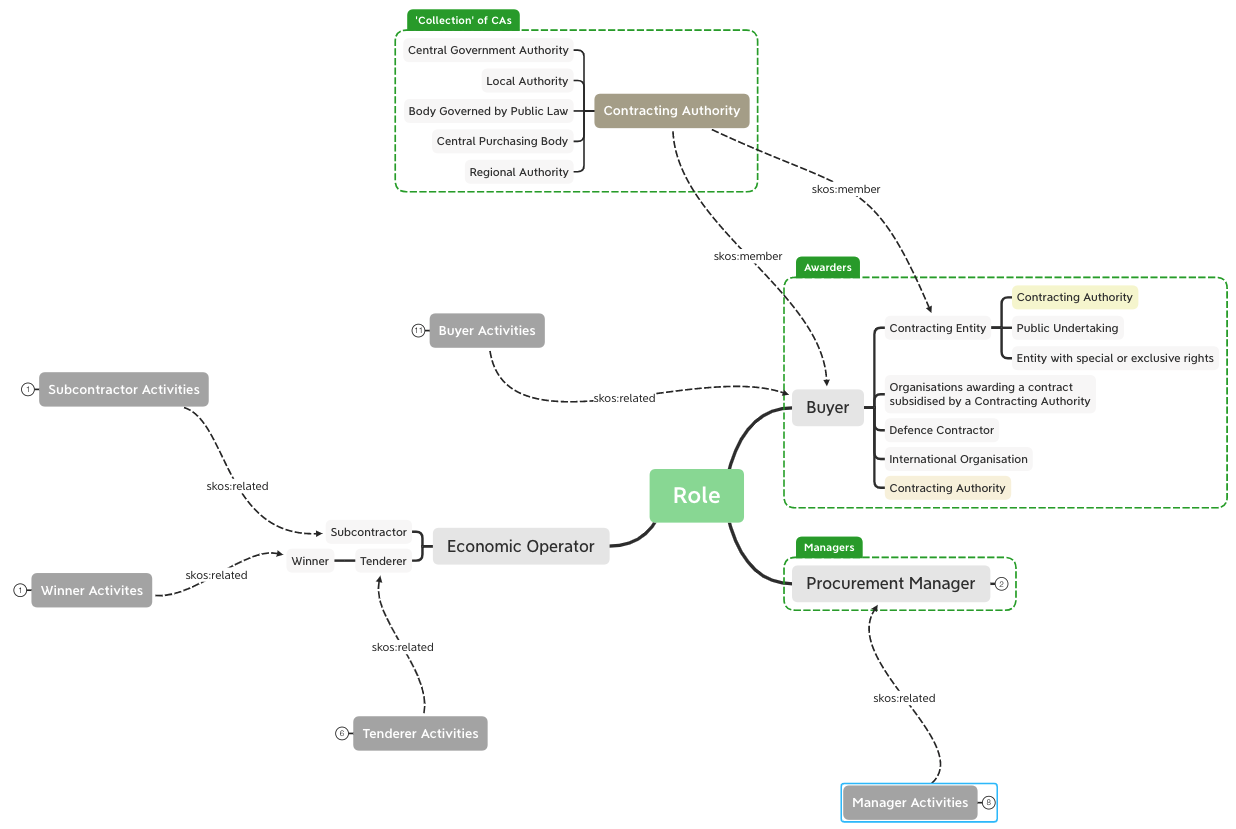 'Collection' of CAs
Central Government Authority
Local Authority
Body Governed by Public Law
Central Purchasing Body
Regional Authority
Contracting Authority
skos:member
skos:member
Awarders
Contracting Entity
Contracting Authority
Public Undertaking
Entity with special or exclusive rights
Buyer
Organisations awarding a contract
subsidised by a Contracting Authority
Defence Contractor
International Organisation
Contracting Authority
11
Buyer Activities
skos:related
1
Subcontractor Activities
skos:related
Role
Subcontractor
Winner
Tenderer
Economic Operator
skos:related
1
Winner Activites
Managers
Procurement Manager
2
skos:related
6
Tenderer Activities
skos:related
Manager Activities
8